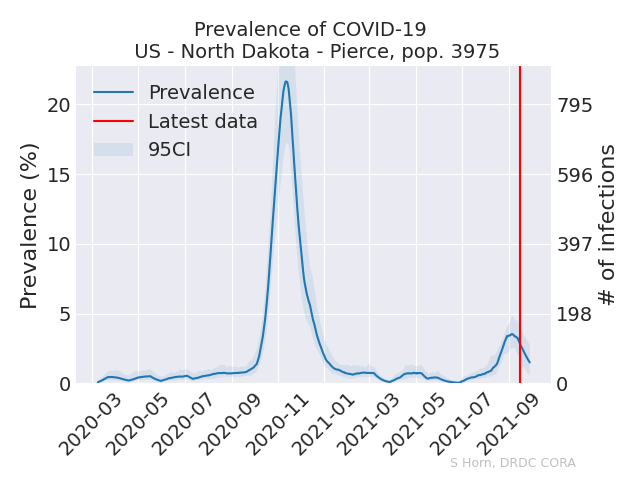 Prevalence of COVID-19
US - North Dakota - Pierce, pop. 3975
Prevalence
Latest data
95CI
Prevalence (%)
20
15
10
5
0
795
596
397
198
0
# of infections
2020-03
2020-05
2020-07
2020-09
2020-11
2021-01
2021-03
2021-05
2021-07
2021-09
S Horn, DRDC CORA